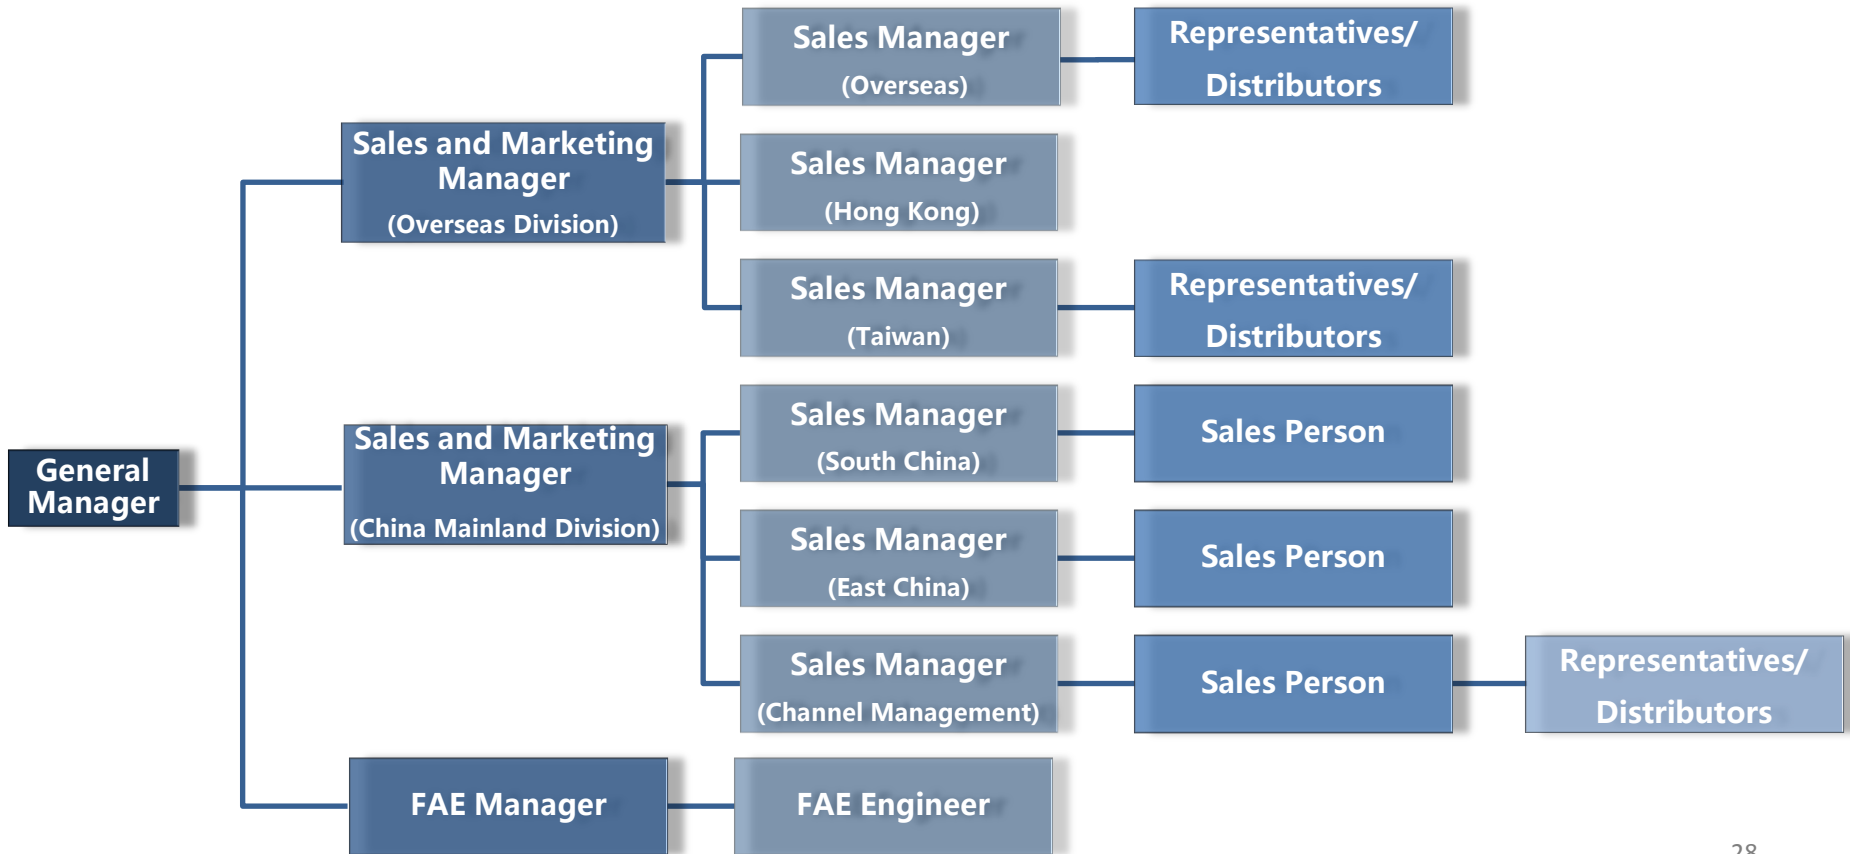 Sales Manager
(Overseas)
Representatives/
Distributors
Sales and Marketing
Manager
(Overseas Division)
Sales Manager
(Hong Kong)
Sales Manager
(Taiwan)
Representatives/
Distributors
General
Manager
Sales and Marketing
Manager
(China Mainland Division)
Sales Manager
(South China)
Sales Person
Sales Manager
(East China)
Sales Person
Sales Manager
(Channel Management)
Sales Person
Representatives/
Distributors
FAE Manager
FAE Engineer
28